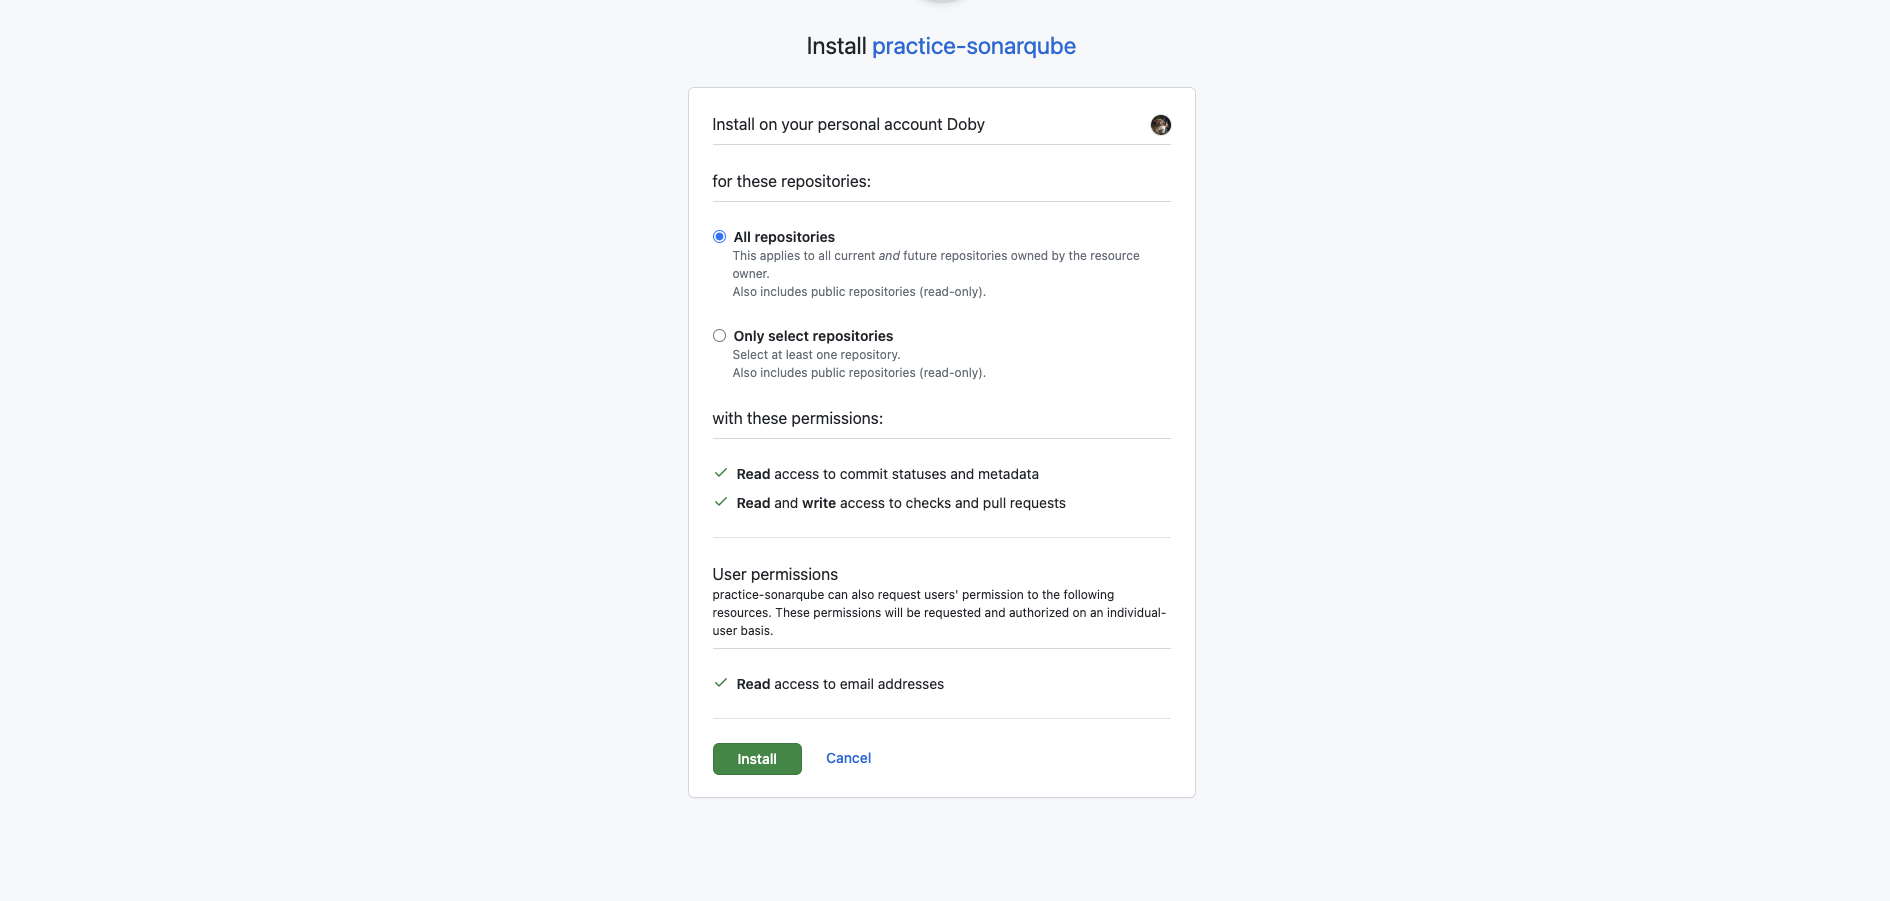 Install practice-sonarqube
Install on your personal account Doby
for these repositories:
All repositories
This applies to all current and future repositories owned by the resource
owner.
Also includes public repositories (read-only).
Only select repositories
Select at least one repository.
Also includes public repositories (read-only).
with these permissions:
Read access to commit statuses and metadata
Read and write access to checks and pull requests
User permissions
practice-sonarqube can also request users' permission to the following
resources. These permissions will be requested and authorized on an individual-
user basis.
Read access to email addresses
Install Cancel